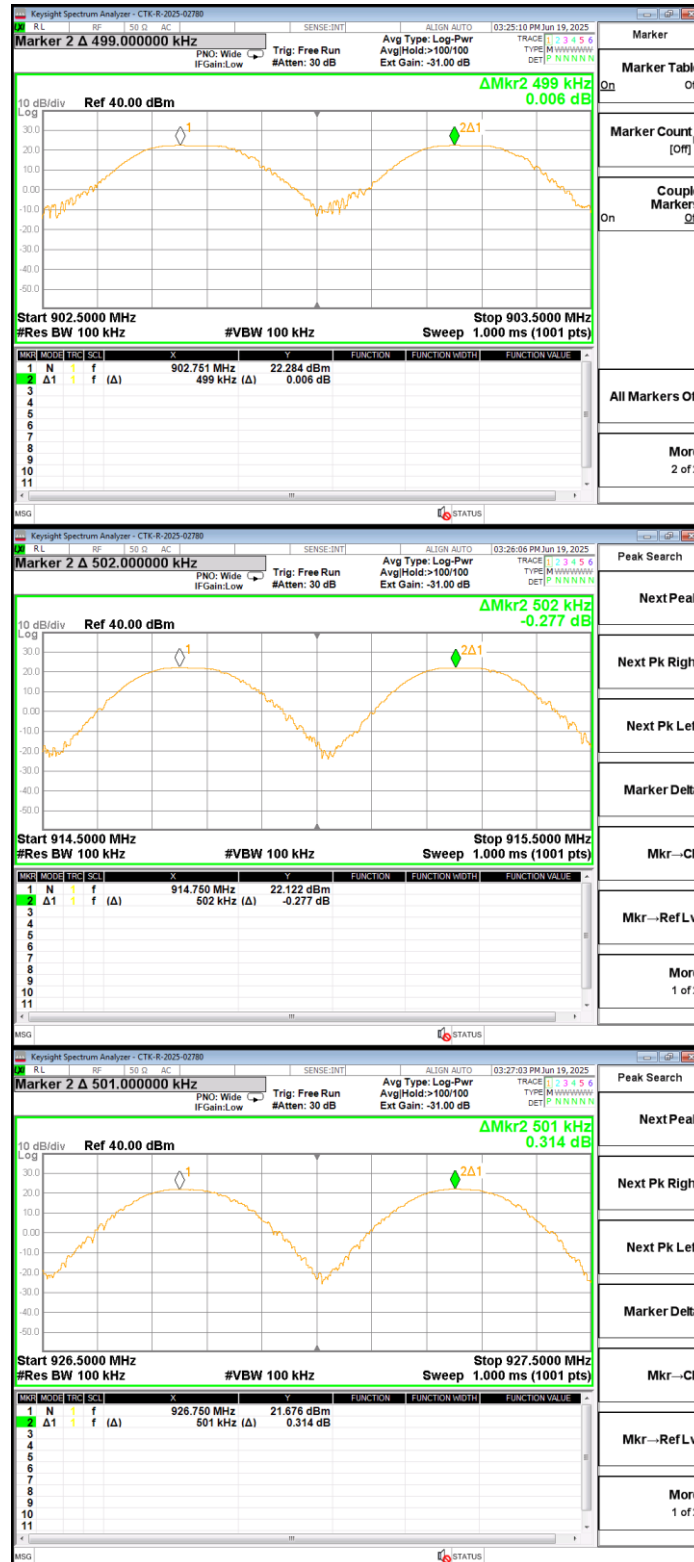 Keysight Spectrum Analyzer - CTK-R-2025-02780
LXI RL RF 50 Ω AC SENSE:INT ALIGN AUTO 03:25:10 PM Jun 19, 2025
Marker 2 Δ 499.000000 kHz
PNO: Wide Trig: Free Run Avg Type: Log-Pwr TRACE 1 2 3 4 5 6
IFGain:Low #Atten: 30 dB Avg|Hold:>100/100 TYPE M WWWWW
Ext Gain: -31.00 dB DET P NNNNN
ΔMkr2 499 kHz
0.006 dB
10 dB/div Ref 40.00 dBm
Log
30.0
20.0
10.0
0.00
-10.0
-20.0
-30.0
-40.0
-50.0
1
2Δ1
Start 902.5000 MHz Stop 903.5000 MHz
#Res BW 100 kHz #VBW 100 kHz Sweep 1.000 ms (1001 pts)
MKR MODE TRC SCL X Y FUNCTION FUNCTION WIDTH FUNCTION VALUE
1 N 1 f 902.751 MHz 22.284 dBm
2 Δ1 1 f (Δ) 499 kHz (Δ) 0.006 dB
3
4
5
6
7
8
9
10
11
MSG STATUS
Marker
Marker Table
On Of
Marker Count
[Off]
Couple
Markers
On Of
All Markers Of
More
2 of 2
Keysight Spectrum Analyzer - CTK-R-2025-02780
LXI RL RF 50 Ω AC SENSE:INT ALIGN AUTO 03:26:06 PM Jun 19, 2025
Marker 2 Δ 502.000000 kHz
PNO: Wide Trig: Free Run Avg Type: Log-Pwr TRACE 1 2 3 4 5 6
IFGain:Low #Atten: 30 dB Avg|Hold:>100/100 TYPE M WWWWW
Ext Gain: -31.00 dB DET P NNNNN
ΔMkr2 502 kHz
-0.277 dB
10 dB/div Ref 40.00 dBm
Log
30.0
20.0
10.0
0.00
-10.0
-20.0
-30.0
-40.0
-50.0
1
2Δ1
Start 914.5000 MHz Stop 915.5000 MHz
#Res BW 100 kHz #VBW 100 kHz Sweep 1.000 ms (1001 pts)
MKR MODE TRC SCL X Y FUNCTION FUNCTION WIDTH FUNCTION VALUE
1 N 1 f 914.750 MHz 22.122 dBm
2 Δ1 1 f (Δ) 502 kHz (Δ) -0.277 dB
3
4
5
6
7
8
9
10
11
MSG STATUS
Peak Search
Next Peak
Next Pk Righ
Next Pk Lef
Marker Delta
Mkr→C
Mkr→Ref Lv
More
1 of 2
Keysight Spectrum Analyzer - CTK-R-2025-02780
LXI RL RF 50 Ω AC SENSE:INT ALIGN AUTO 03:27:03 PM Jun 19, 2025
Marker 2 Δ 501.000000 kHz
PNO: Wide Trig: Free Run Avg Type: Log-Pwr TRACE 1 2 3 4 5 6
IFGain:Low #Atten: 30 dB Avg|Hold:>100/100 TYPE M WWWWW
Ext Gain: -31.00 dB DET P NNNNN
ΔMkr2 501 kHz
0.314 dB
10 dB/div Ref 40.00 dBm
Log
30.0
20.0
10.0
0.00
-10.0
-20.0
-30.0
-40.0
-50.0
1
2Δ1
Start 926.5000 MHz Stop 927.5000 MHz
#Res BW 100 kHz #VBW 100 kHz Sweep 1.000 ms (1001 pts)
MKR MODE TRC SCL X Y FUNCTION FUNCTION WIDTH FUNCTION VALUE
1 N 1 f 926.750 MHz 21.676 dBm
2 Δ1 1 f (Δ) 501 kHz (Δ) 0.314 dB
3
4
5
6
7
8
9
10
11
MSG STATUS
Peak Search
Next Peak
Next Pk Righ
Next Pk Lef
Marker Delta
Mkr→C
Mkr→Ref Lv
More
1 of 2